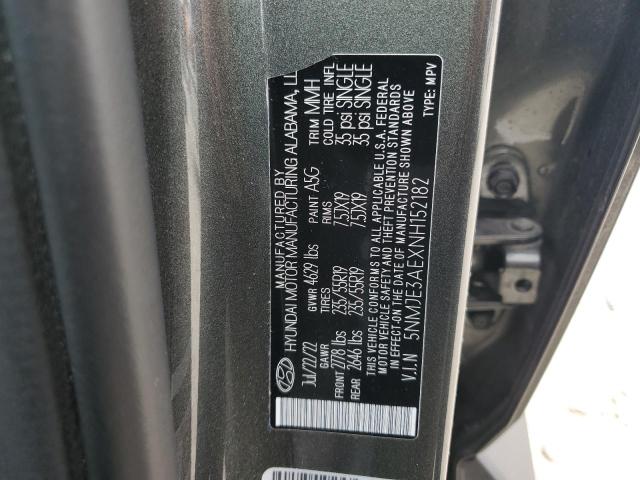 MANUFACTURED BY
HYUNDAI MOTOR MANUFACTURING ALABAMA, LL
Jul/22/22 GVWR 4629 lbs PAINT A5G TRIM MMH
GAWR TIRES RIMS COLD TIRE INFL
FRONT 2778 lbs 235/55R19 7.5JX19 35 psi SINGLE
REAR 2646 lbs 235/55R19 7.5JX19 35 psi SINGLE
THIS VEHICLE CONFORMS TO ALL APPLICABLE U.S.A. FEDERAL
MOTOR VEHICLE SAFETY AND THEFT PREVENTION STANDARDS
IN EFFECT ON THE DATE OF MANUFACTURE SHOWN ABOVE
V.I.N 5NMJE3AEXNH152182 TYPE: MPV